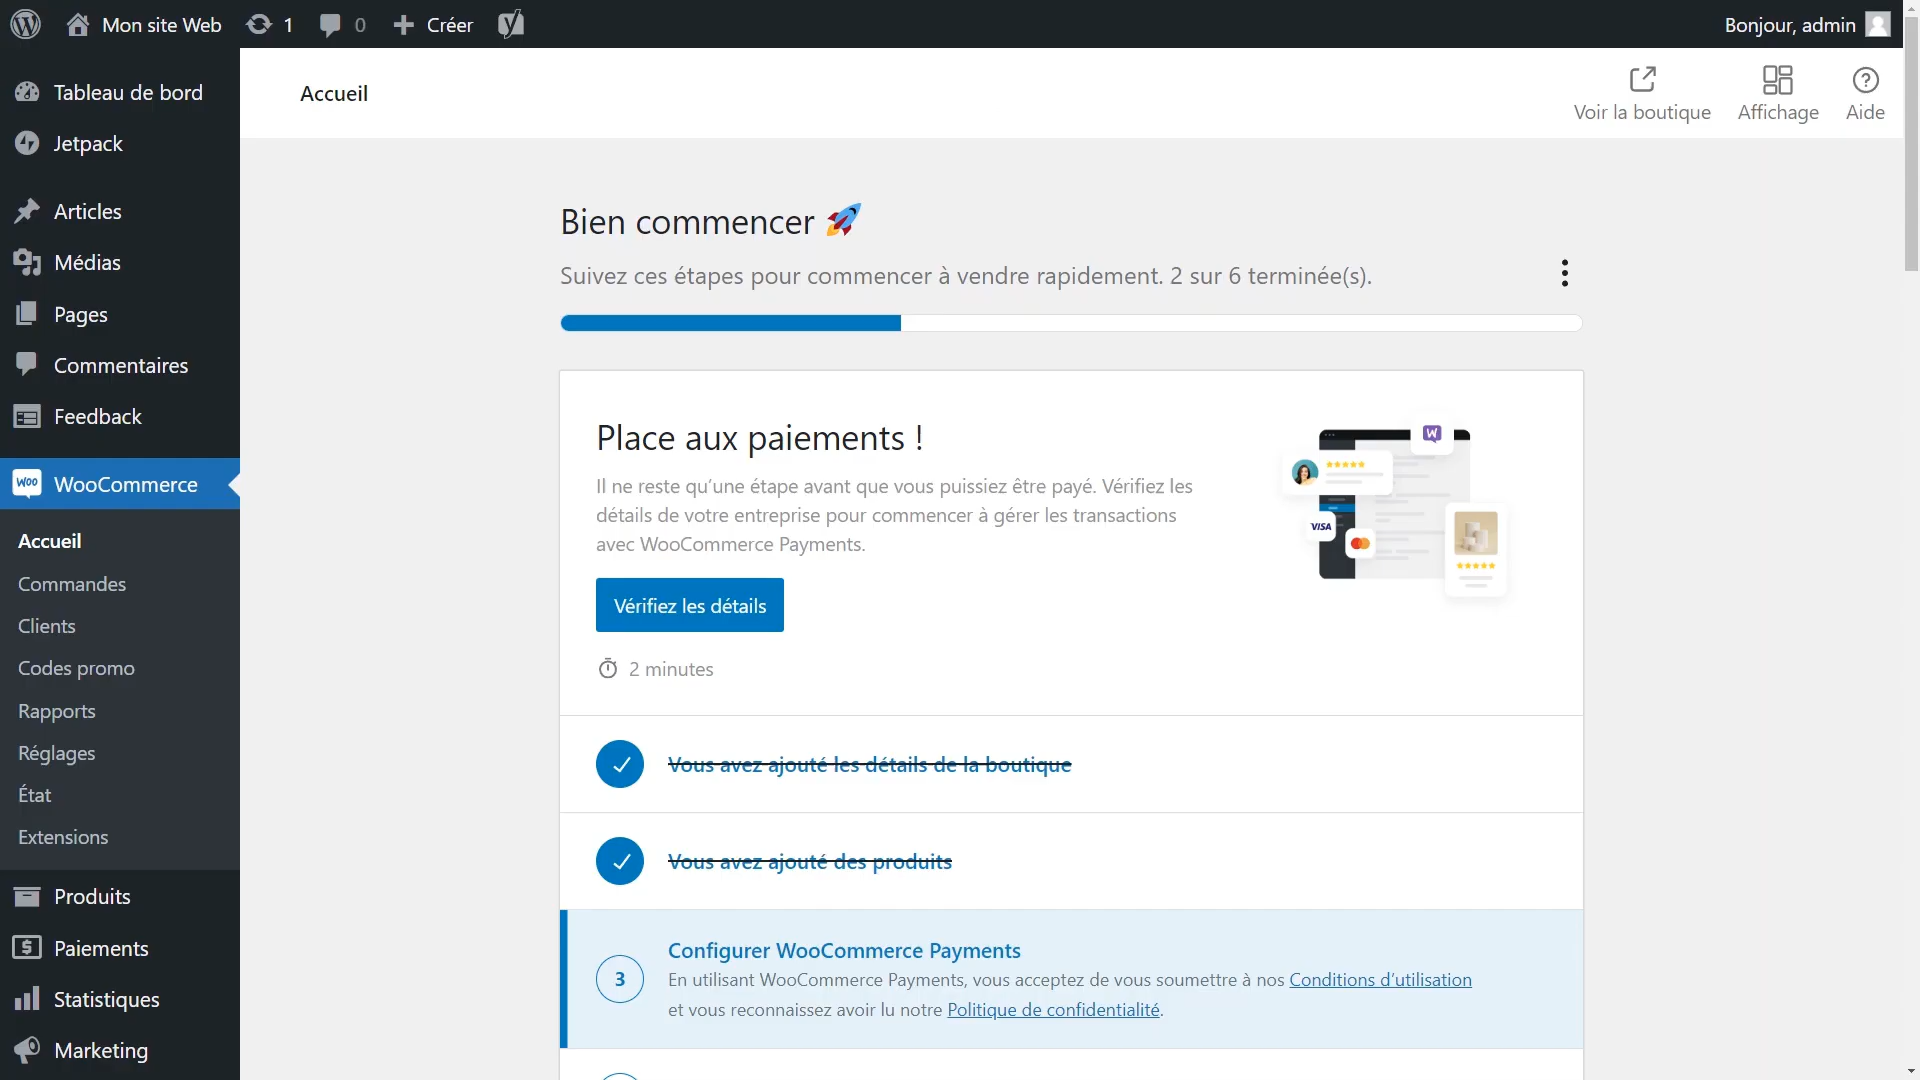 Mon site Web
1
0
Créer
Bonjour, admin
Tableau de bord
Jetpack
Articles
Médias
Pages
Commentaires
Feedback
WOO
WooCommerce
Accueil
Commandes
Clients
Codes promo
Rapports
Réglages
État
Extensions
Produits
Paiements
Statistiques
Marketing
Accueil
Voir la boutique
Affichage
Aide
Bien commencer
Suivez ces étapes pour commencer à vendre rapidement. 2 sur 6 terminée(s).
Place aux paiements !
Il ne reste qu’une étape avant que vous puissiez être payé. Vérifiez les
détails de votre entreprise pour commencer à gérer les transactions
avec WooCommerce Payments.
Vérifiez les détails
2 minutes
W
VISA
Vous avez ajouté les détails de la boutique
Vous avez ajouté des produits
3
Configurer WooCommerce Payments
En utilisant WooCommerce Payments, vous acceptez de vous soumettre à nos Conditions d’utilisation
et vous reconnaissez avoir lu notre Politique de confidentialité.